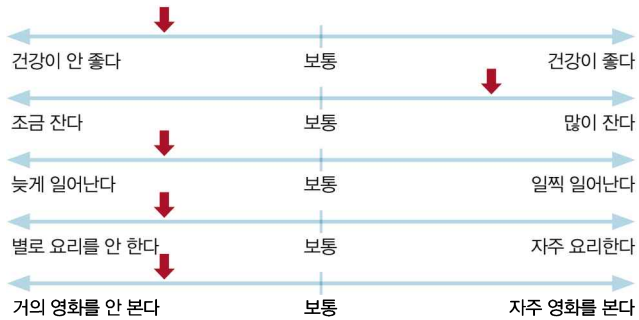 건강이 안 좋다 보통 건강이 좋다
조금 잔다 보통 많이 잔다
늦게 일어난다 보통 일찍 일어난다
별로 요리를 안 한다 보통 자주 요리한다
거의 영화를 안 본다 보통 자주 영화를 본다